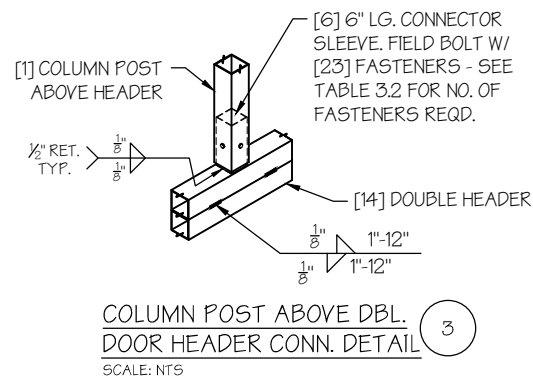 [6] 6" LG. CONNECTOR
SLEEVE. FIELD BOLT W/
[23] FASTENERS - SEE
TABLE 3.2 FOR NO. OF
FASTENERS REQD.
[1] COLUMN POST
ABOVE HEADER
½" RET.
TYP.
1/8"
1/8"
[14] DOUBLE HEADER
1/8" 1"-12"
1/8" 1"-12"
COLUMN POST ABOVE DBL.
DOOR HEADER CONN. DETAIL
3
SCALE: NTS